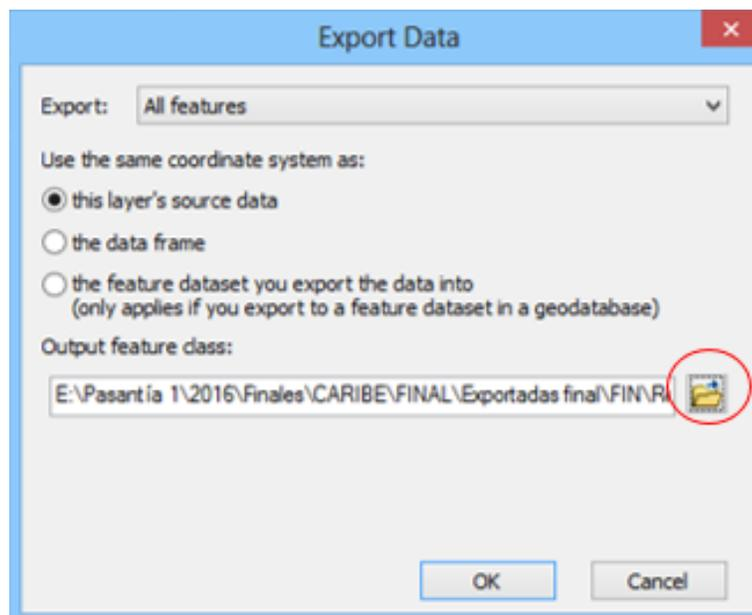 Export Data
Export: All features
Use the same coordinate system as:
this layer's source data
the data frame
the feature dataset you export the data into
(only applies if you export to a feature dataset in a geodatabase)
Output feature class:
E:\Pasantía 1\2016\Finales\CARIBE\FINAL\Exportadas final\FIN\R
OK Cancel